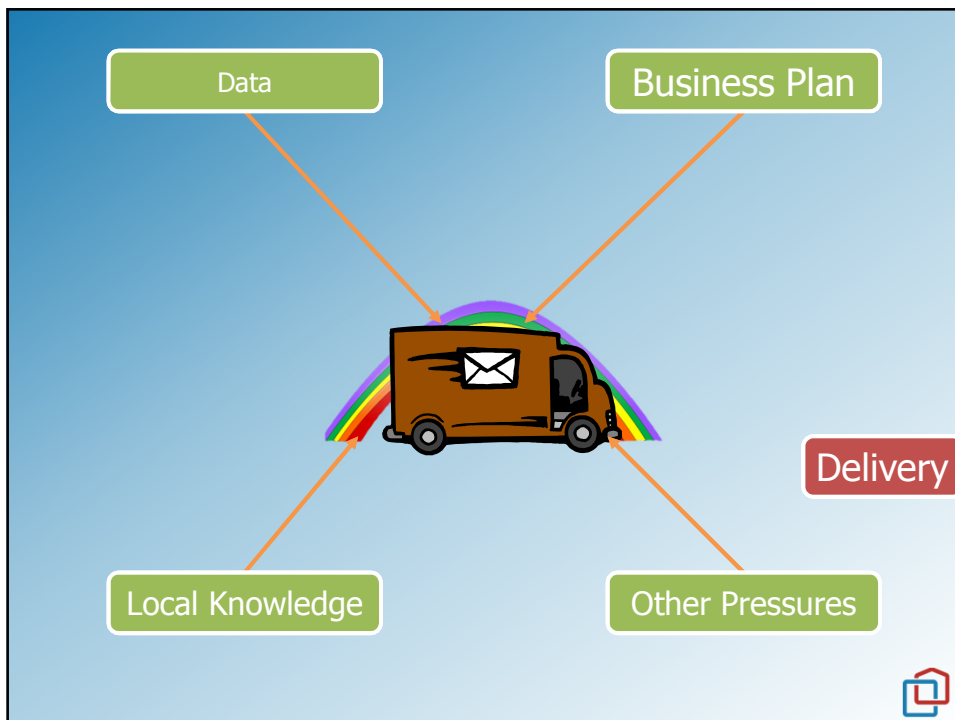 Data
Business Plan
Delivery
Local Knowledge
Other Pressures